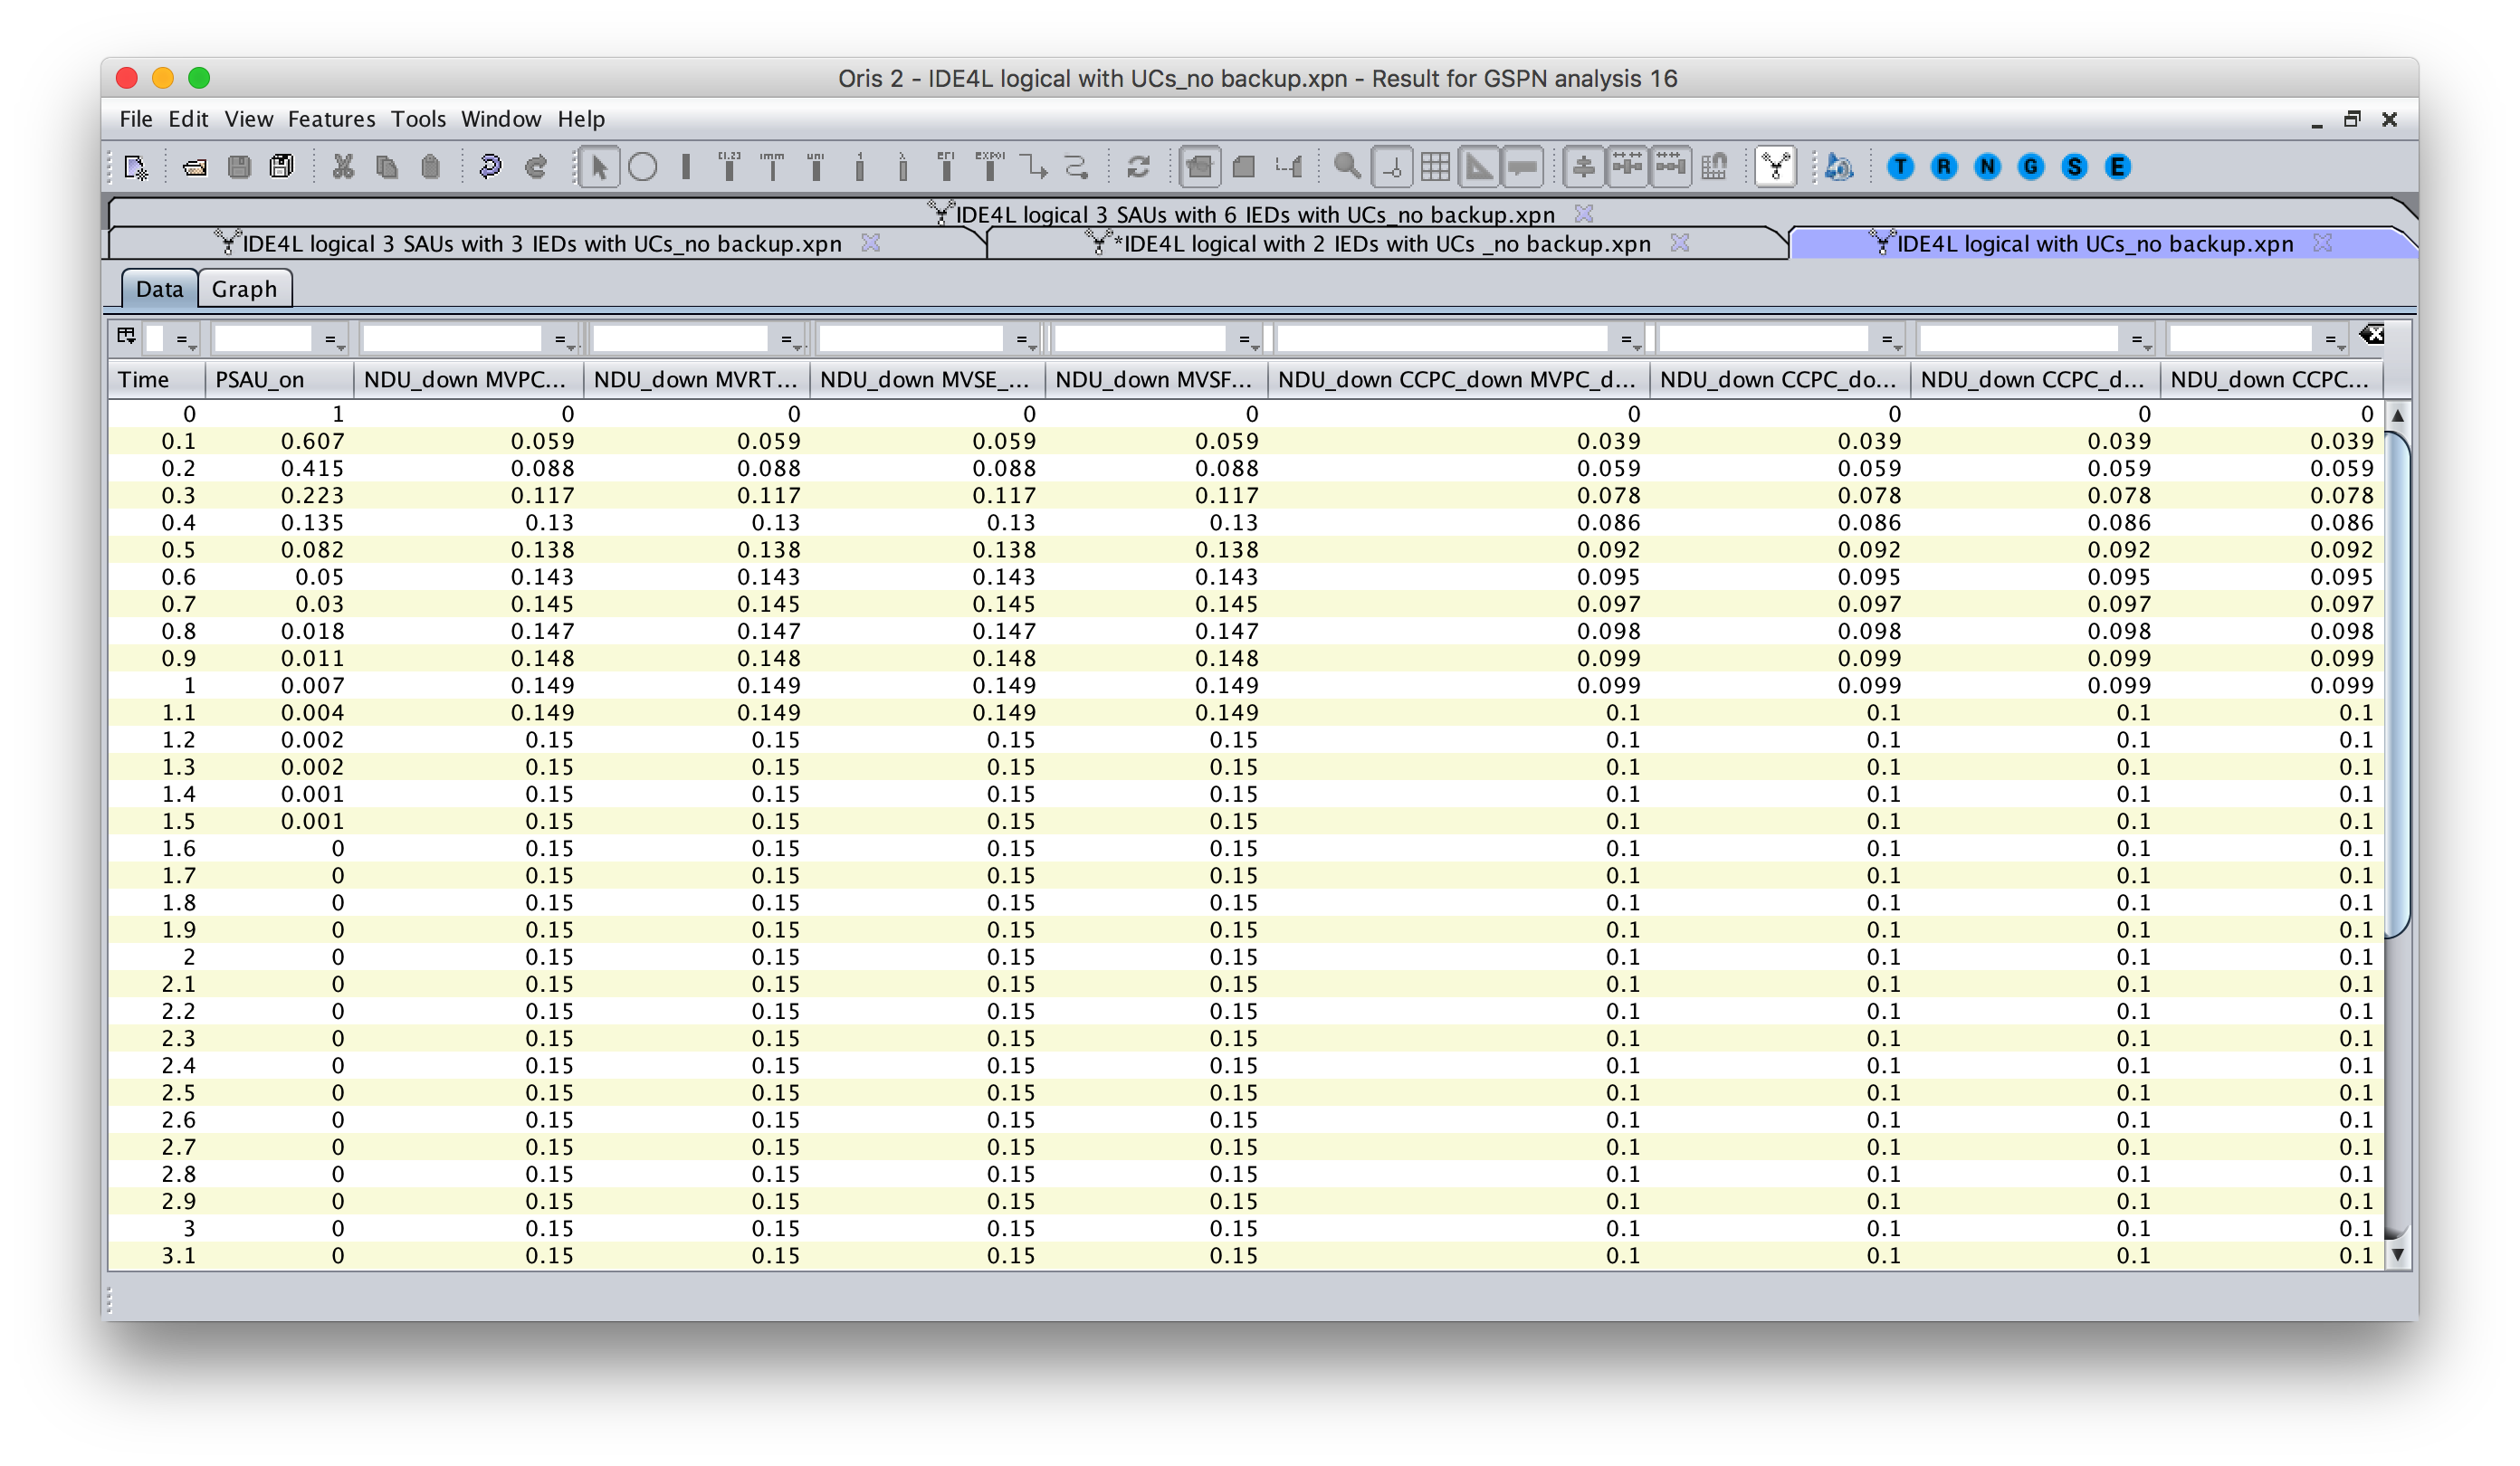 Oris 2 - IDE4L logical with UCs_no backup.xpn - Result for GSPN analysis 16
File Edit View Features Tools Window Help
T R N G S E
IDE4L logical 3 SAUs with 6 IEDs with UCs_no backup.xpn
IDE4L logical 3 SAUs with 3 IEDs with UCs_no backup.xpn *IDE4L logical with 2 IEDs with UCs _no backup.xpn IDE4L logical with UCs_no backup.xpn
Data Graph
= = = = = = = = = =
Time PSAU_on NDU_down MVPC... NDU_down MVRT... NDU_down MVSE_... NDU_down MVSF... NDU_down CCPC_down MVPC_d... NDU_down CCPC_do... NDU_down CCPC_d... NDU_down CCPC...
0 1 0 0 0 0 0 0 0 0
0.1 0.607 0.059 0.059 0.059 0.059 0.039 0.039 0.039 0.039
0.2 0.415 0.088 0.088 0.088 0.088 0.059 0.059 0.059 0.059
0.3 0.223 0.117 0.117 0.117 0.117 0.078 0.078 0.078 0.078
0.4 0.135 0.13 0.13 0.13 0.13 0.086 0.086 0.086 0.086
0.5 0.082 0.138 0.138 0.138 0.138 0.092 0.092 0.092 0.092
0.6 0.05 0.143 0.143 0.143 0.143 0.095 0.095 0.095 0.095
0.7 0.03 0.145 0.145 0.145 0.145 0.097 0.097 0.097 0.097
0.8 0.018 0.147 0.147 0.147 0.147 0.098 0.098 0.098 0.098
0.9 0.011 0.148 0.148 0.148 0.148 0.099 0.099 0.099 0.099
1 0.007 0.149 0.149 0.149 0.149 0.099 0.099 0.099 0.099
1.1 0.004 0.149 0.149 0.149 0.149 0.1 0.1 0.1 0.1
1.2 0.002 0.15 0.15 0.15 0.15 0.1 0.1 0.1 0.1
1.3 0.002 0.15 0.15 0.15 0.15 0.1 0.1 0.1 0.1
1.4 0.001 0.15 0.15 0.15 0.15 0.1 0.1 0.1 0.1
1.5 0.001 0.15 0.15 0.15 0.15 0.1 0.1 0.1 0.1
1.6 0 0.15 0.15 0.15 0.15 0.1 0.1 0.1 0.1
1.7 0 0.15 0.15 0.15 0.15 0.1 0.1 0.1 0.1
1.8 0 0.15 0.15 0.15 0.15 0.1 0.1 0.1 0.1
1.9 0 0.15 0.15 0.15 0.15 0.1 0.1 0.1 0.1
2 0 0.15 0.15 0.15 0.15 0.1 0.1 0.1 0.1
2.1 0 0.15 0.15 0.15 0.15 0.1 0.1 0.1 0.1
2.2 0 0.15 0.15 0.15 0.15 0.1 0.1 0.1 0.1
2.3 0 0.15 0.15 0.15 0.15 0.1 0.1 0.1 0.1
2.4 0 0.15 0.15 0.15 0.15 0.1 0.1 0.1 0.1
2.5 0 0.15 0.15 0.15 0.15 0.1 0.1 0.1 0.1
2.6 0 0.15 0.15 0.15 0.15 0.1 0.1 0.1 0.1
2.7 0 0.15 0.15 0.15 0.15 0.1 0.1 0.1 0.1
2.8 0 0.15 0.15 0.15 0.15 0.1 0.1 0.1 0.1
2.9 0 0.15 0.15 0.15 0.15 0.1 0.1 0.1 0.1
3 0 0.15 0.15 0.15 0.15 0.1 0.1 0.1 0.1
3.1 0 0.15 0.15 0.15 0.15 0.1 0.1 0.1 0.1